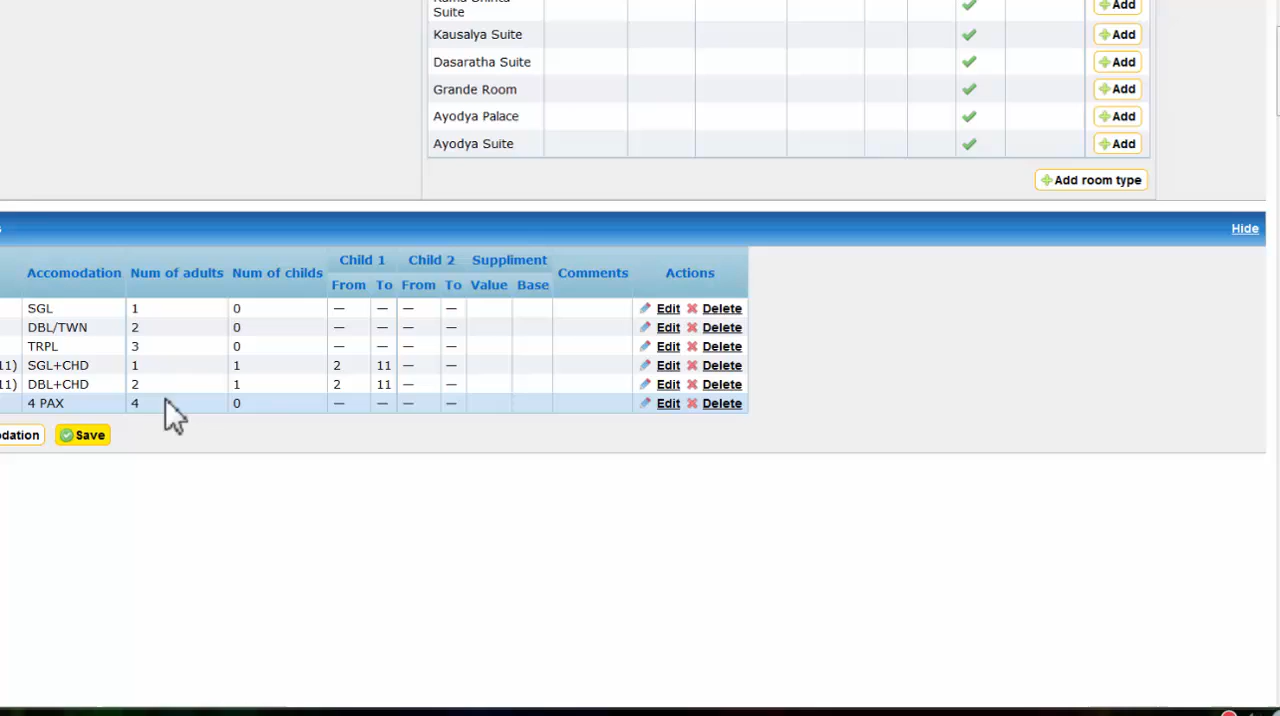 Suite
Add
Kausalya Suite Add
Dasaratha Suite Add
Grande Room Add
Ayodya Palace Add
Ayodya Suite Add
Add room type
Hide
Accomodation Num of adults Num of childs Child 1 Child 2 Suppliment Comments Actions
From To From To Value Base
SGL 1 0 — — — — Edit Delete
DBL/TWN 2 0 — — — — Edit Delete
TRPL 3 0 — — — — Edit Delete
11) SGL+CHD 1 1 2 11 — — Edit Delete
11) DBL+CHD 2 1 2 11 — — Edit Delete
4 PAX 4 0 — — — — Edit Delete
dation Save